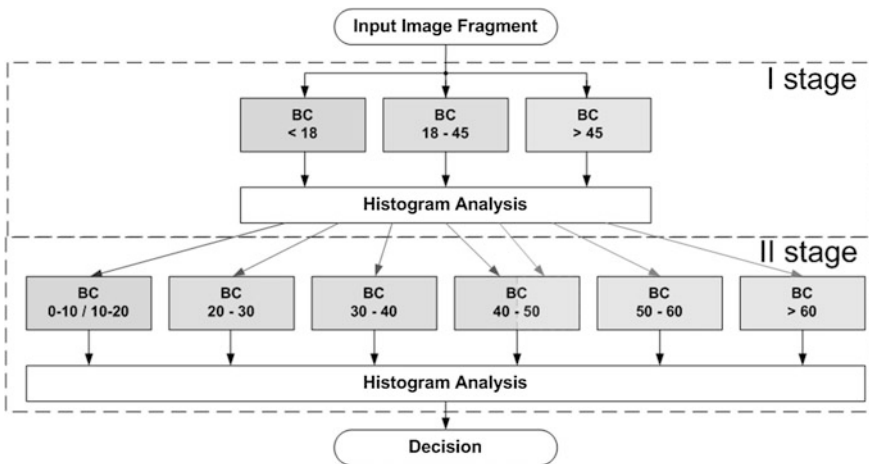 Input Image Fragment
I stage
BC
< 18
BC
18 - 45
BC
> 45
Histogram Analysis
II stage
BC
0-10 / 10-20
BC
20 - 30
BC
30 - 40
BC
40 - 50
BC
50 - 60
BC
> 60
Histogram Analysis
Decision